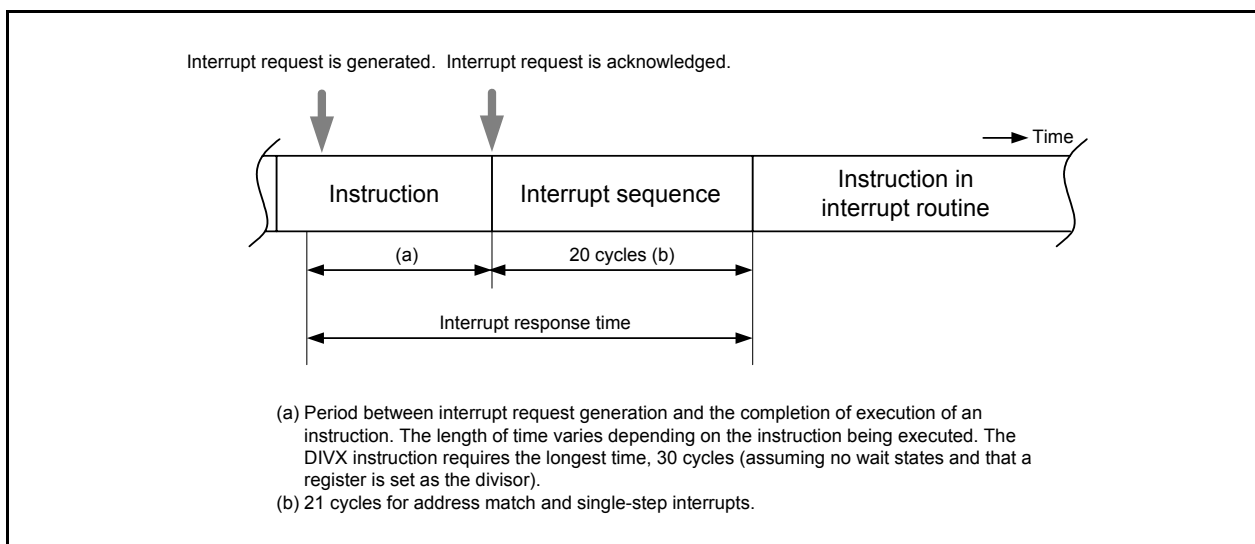 Interrupt request is generated. Interrupt request is acknowledged.
Time
Instruction
Interrupt sequence
Instruction in
interrupt routine
(a)
20 cycles (b)
Interrupt response time
(a) Period between interrupt request generation and the completion of execution of an
instruction. The length of time varies depending on the instruction being executed. The
DIVX instruction requires the longest time, 30 cycles (assuming no wait states and that a
register is set as the divisor).
(b) 21 cycles for address match and single-step interrupts.